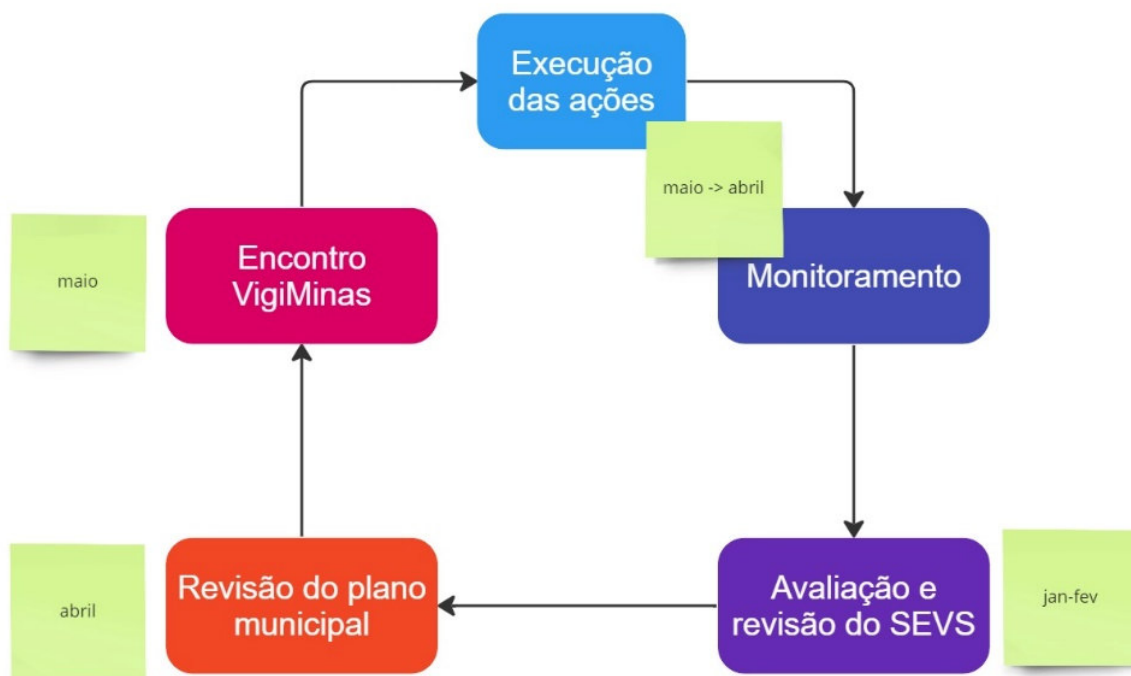 Execução
das ações
maio -> abril
Encontro
VigiMinas
maio
Monitoramento
Revisão do plano
municipal
abril
Avaliação e
revisão do SEVS
jan-fev